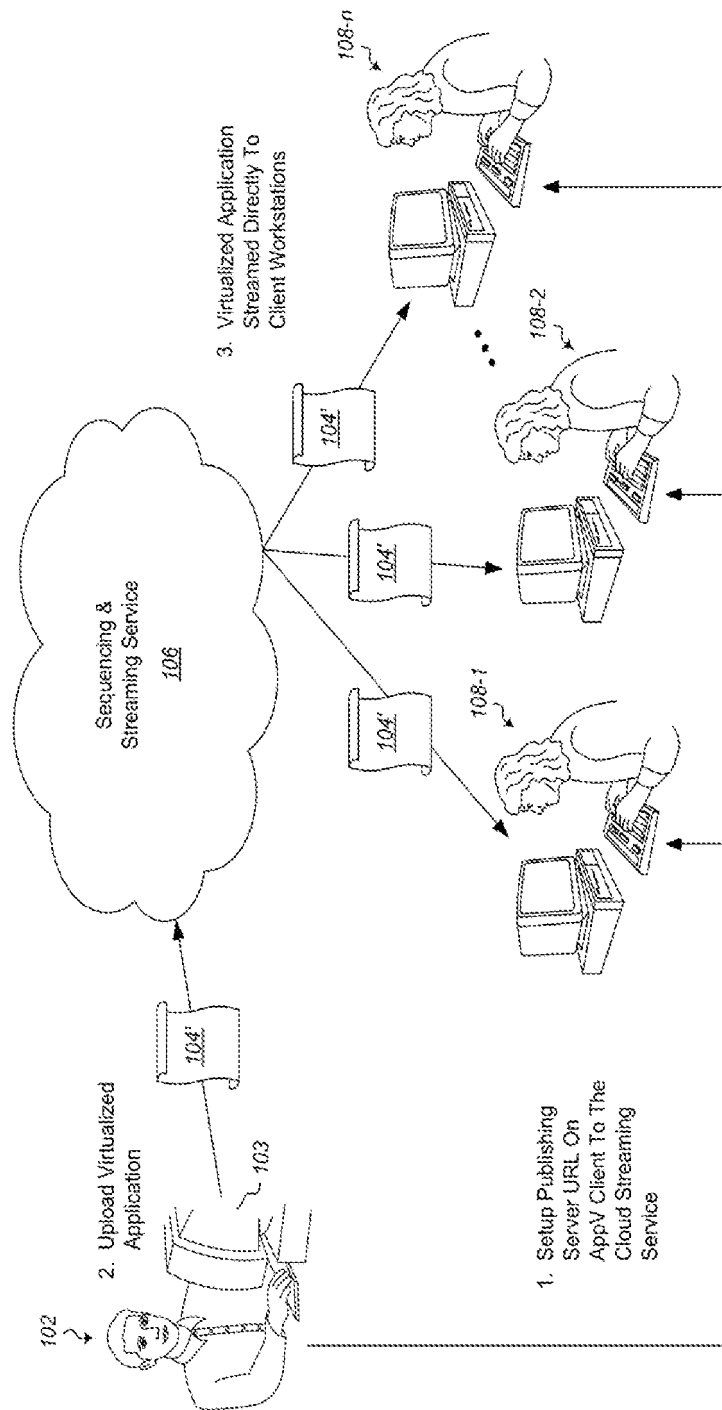 102
2. Upload Virtualized
Application
103
104'
Sequencing &
Streaming Service
106
3. Virtualized Application
Streamed Directly To
Client Workstations
104'
104'
104'
108-1
108-2
108-n
1. Setup Publishing
Server URL On
AppV Client To The
Cloud Streaming
Service